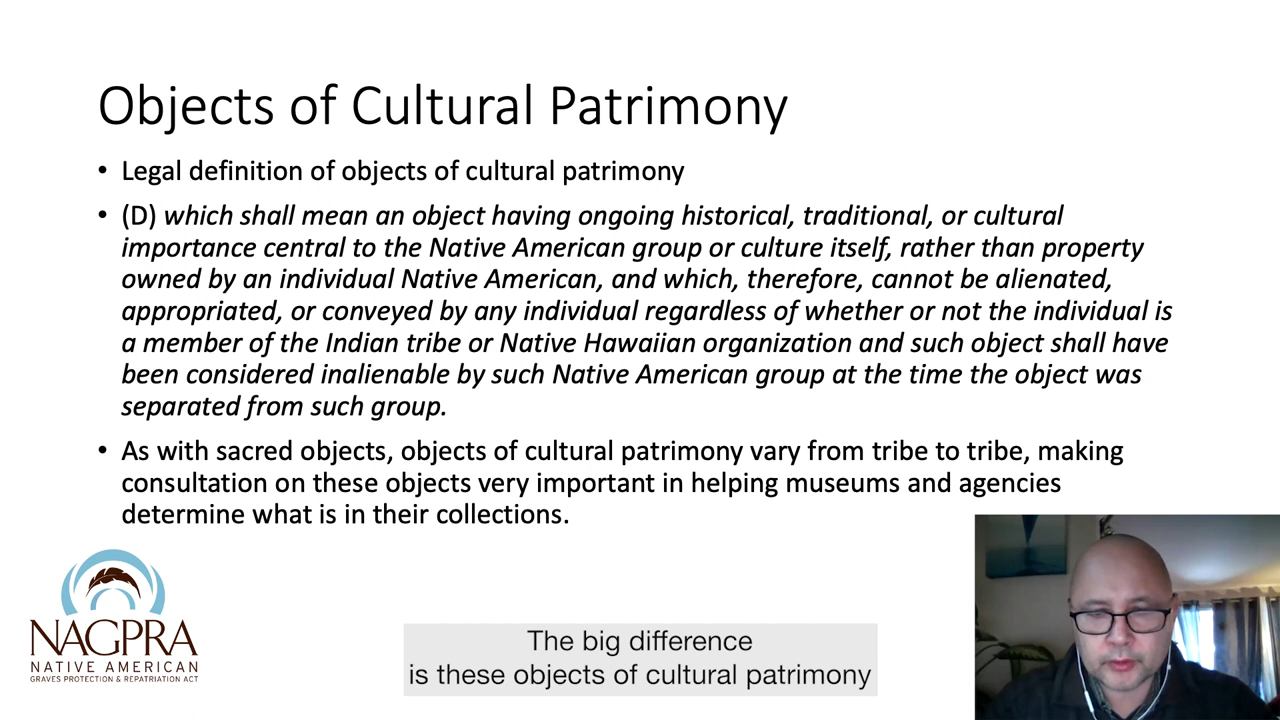 Objects of Cultural Patrimony
• Legal definition of objects of cultural patrimony
• (D) which shall mean an object having ongoing historical, traditional, or cultural
importance central to the Native American group or culture itself, rather than property
owned by an individual Native American, and which, therefore, cannot be alienated,
appropriated, or conveyed by any individual regardless of whether or not the individual is
a member of the Indian tribe or Native Hawaiian organization and such object shall have
been considered inalienable by such Native American group at the time the object was
separated from such group.
• As with sacred objects, objects of cultural patrimony vary from tribe to tribe, making
consultation on these objects very important in helping museums and agencies
determine what is in their collections.
NAGPRA
NATIVE AMERICAN
GRAVES PROTECTION & REPATRIATION ACT
The big difference
is these objects of cultural patrimony